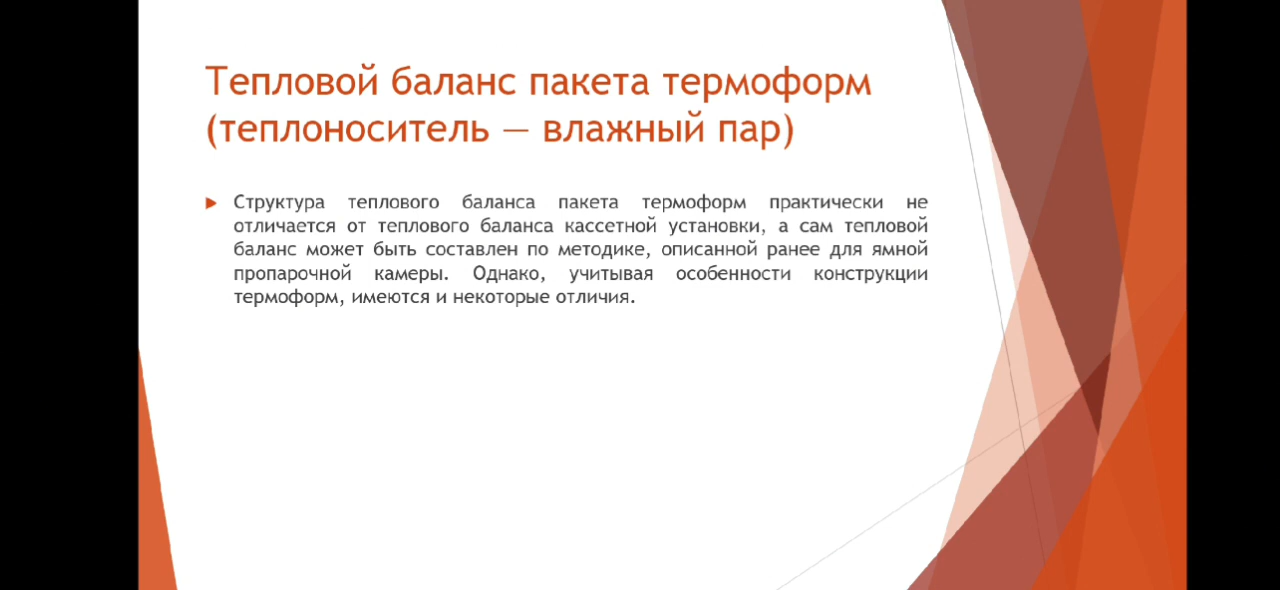 Тепловой баланс пакета термоформ
(теплоноситель — влажный пар)
Структура теплового баланса пакета термоформ практически не
отличается от теплового баланса кассетной установки, а сам тепловой
баланс может быть составлен по методике, описанной ранее для ямной
пропарочной камеры. Однако, учитывая особенности конструкции
термоформ, имеются и некоторые отличия.